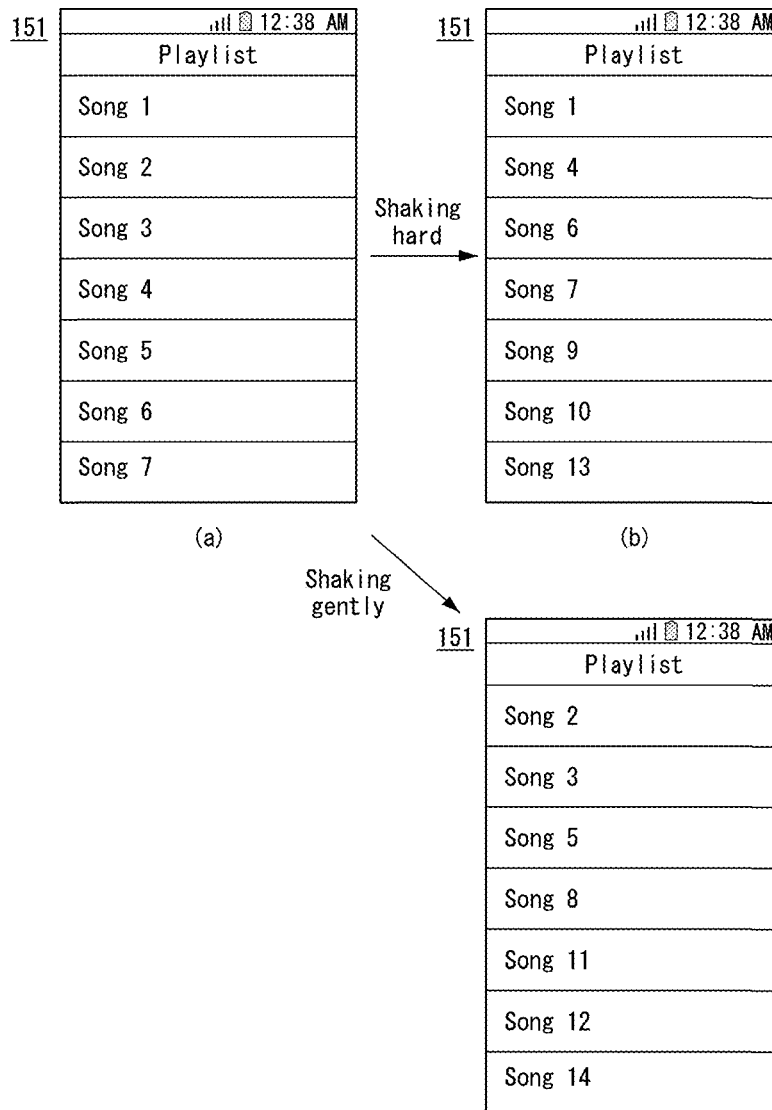 151
12:38 AM
Playlist
Song 1
Song 2
Song 3
Song 4
Song 5
Song 6
Song 7
(a)
Shaking
hard
151
12:38 AM
Playlist
Song 1
Song 4
Song 6
Song 7
Song 9
Song 10
Song 13
(b)
Shaking
gently
151
12:38 AM
Playlist
Song 2
Song 3
Song 5
Song 8
Song 11
Song 12
Song 14